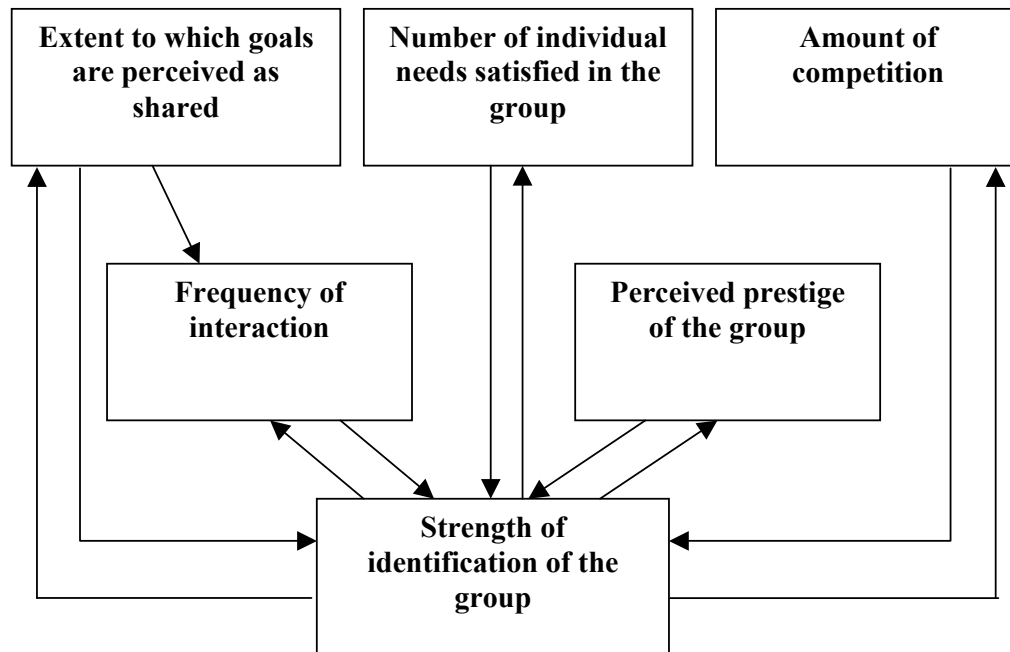 Extent to which goals
are perceived as
shared
Number of individual
needs satisfied in the
group
Amount of
competition
Frequency of
interaction
Perceived prestige
of the group
Strength of
identification of the
group